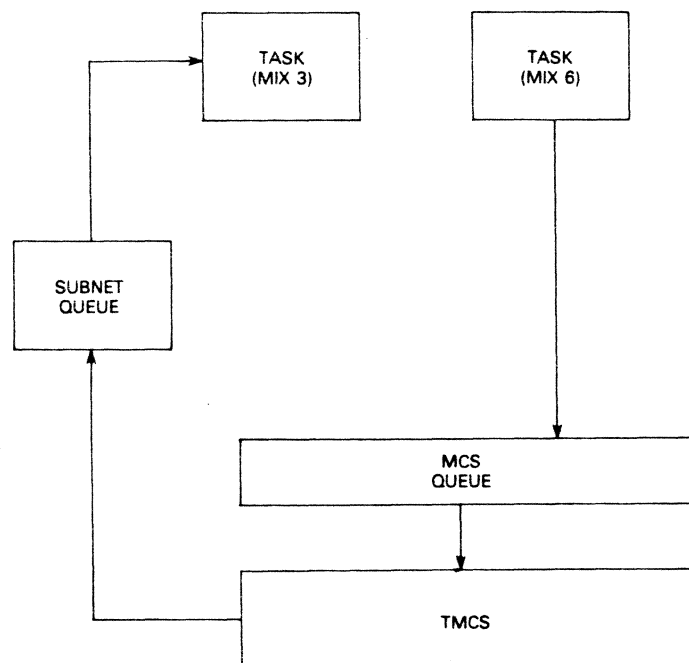 TASK
(MIX 3)
TASK
(MIX 6)
SUBNET
QUEUE
MCS
QUEUE
TMCS